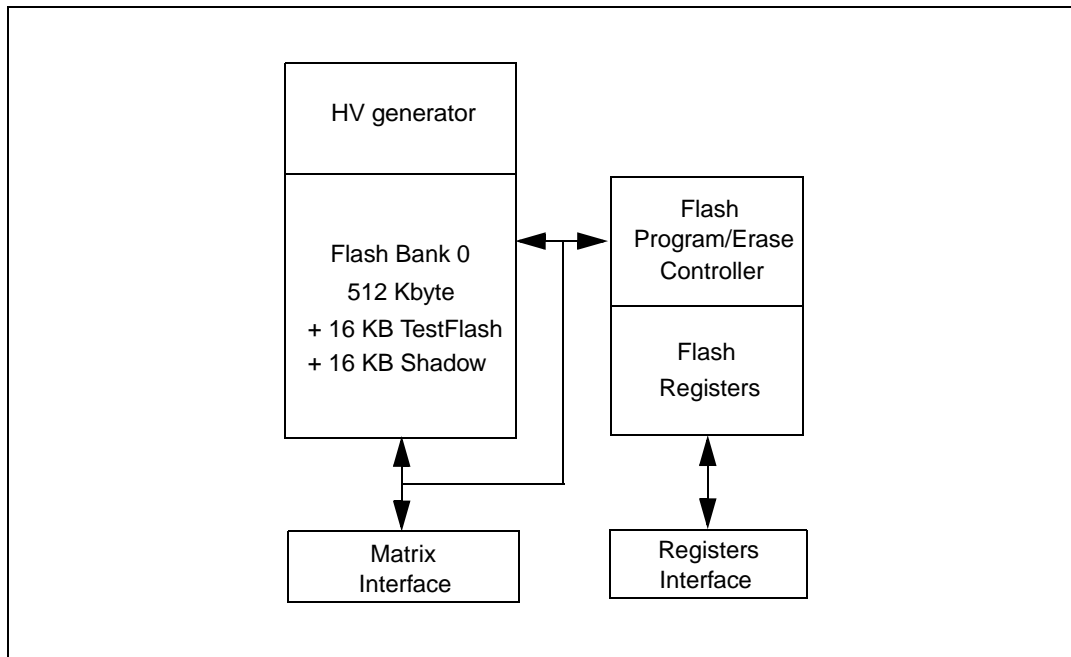 HV generator
Flash Bank 0
512 Kbyte
+ 16 KB TestFlash
+ 16 KB Shadow
Flash
Program/Erase
Controller
Flash
Registers
Matrix
Interface
Registers
Interface